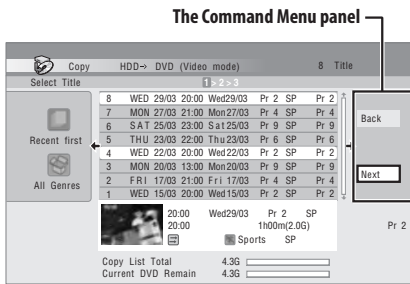 The Command Menu panel
Copy HDD→ DVD (Video mode) 8 Title
Select Title 1 > 2 > 3
8 WED 29/03 20:00 Wed29/03 Pr 2 SP Pr 2
7 MON 27/03 21:00 Mon27/03 Pr 4 SP Pr 4
6 SAT 25/03 23:00 Sat25/03 Pr 9 SP Pr 9
5 THU 23/03 22:00 Thu23/03 Pr 6 SP Pr 6
4 WED 22/03 20:00 Wed22/03 Pr 2 SP Pr 2
3 MON 20/03 13:00 Mon20/03 Pr 9 SP Pr 9
2 FRI 17/03 21:00 Fri 17/03 Pr 4 SP Pr 4
1 WED 15/03 20:00 Wed15/03 Pr 2 SP Pr 2
Recent first
All Genres
Back
Next
20:00 Wed29/03 Pr 2 SP
20:00 1h00m(2.0G)
Sports SP
Pr 2
Copy List Total 4.3G
Current DVD Remain 4.3G